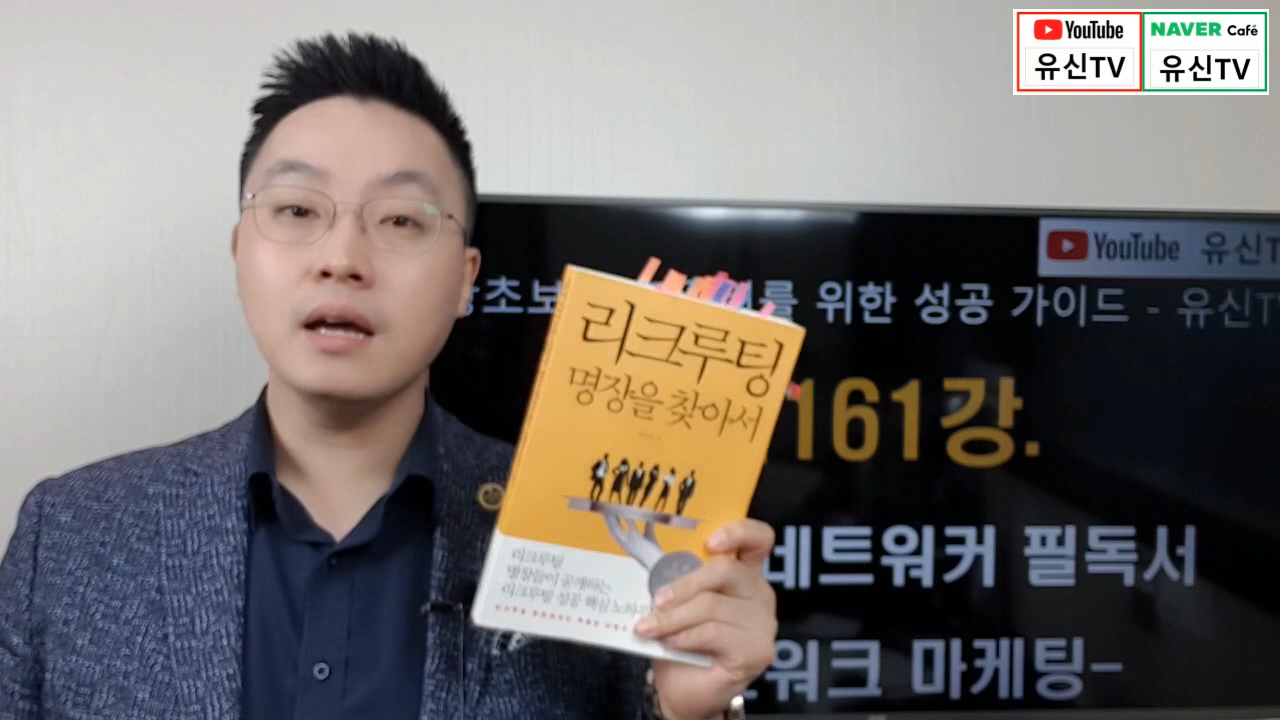 YouTube
유신TV
NAVER Café
유신TV
YouTube 유신T
초보 를 위한 성공 가이드 - 유신T
161강.
네트워커 필독서
워크 마케팅-
리크루팅
명장을 찾아서
리크루팅
명장들이 공개하는
리크루팅 성공 핵심 노하우